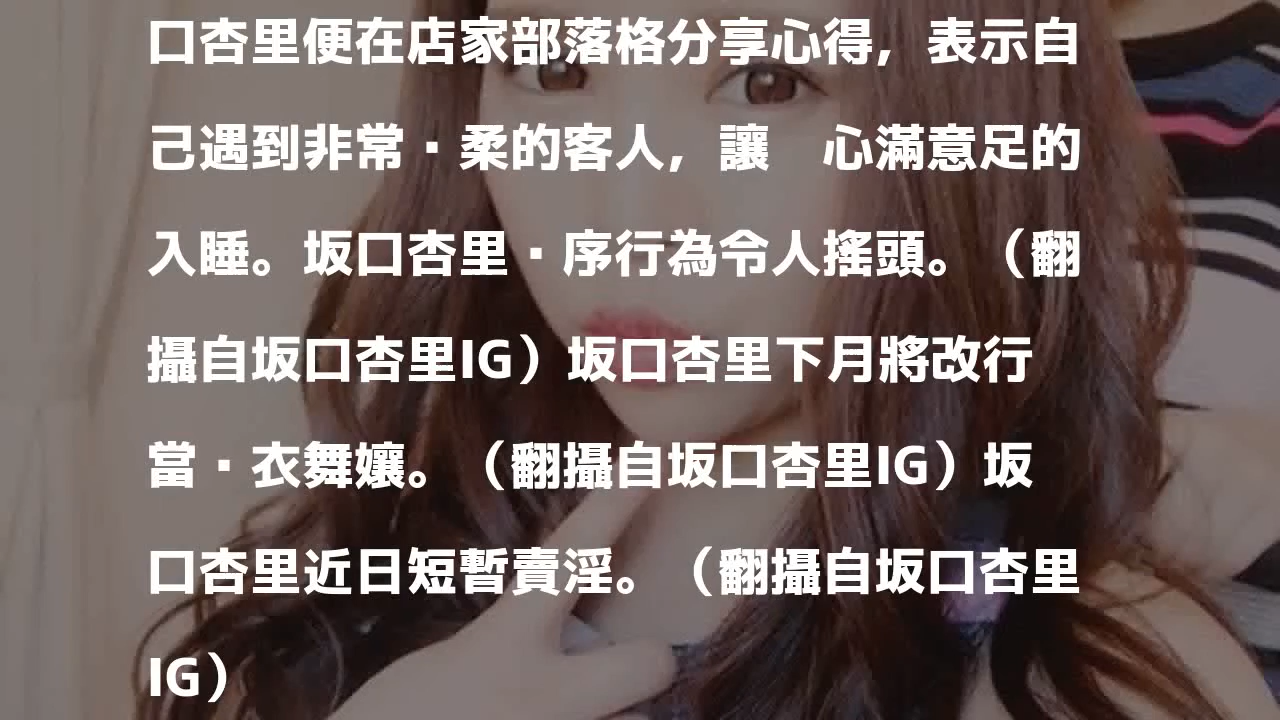 口杏里便在店家部落格分享心得，表示自
己遇到非常·柔的客人，讓　心滿意足的
入睡。坂口杏里·序行為令人搖頭。（翻
攝自坂口杏里IG）坂口杏里下月將改行
當·衣舞孃。（翻攝自坂口杏里IG）坂
口杏里近日短暫賣淫。（翻攝自坂口杏里
IG）